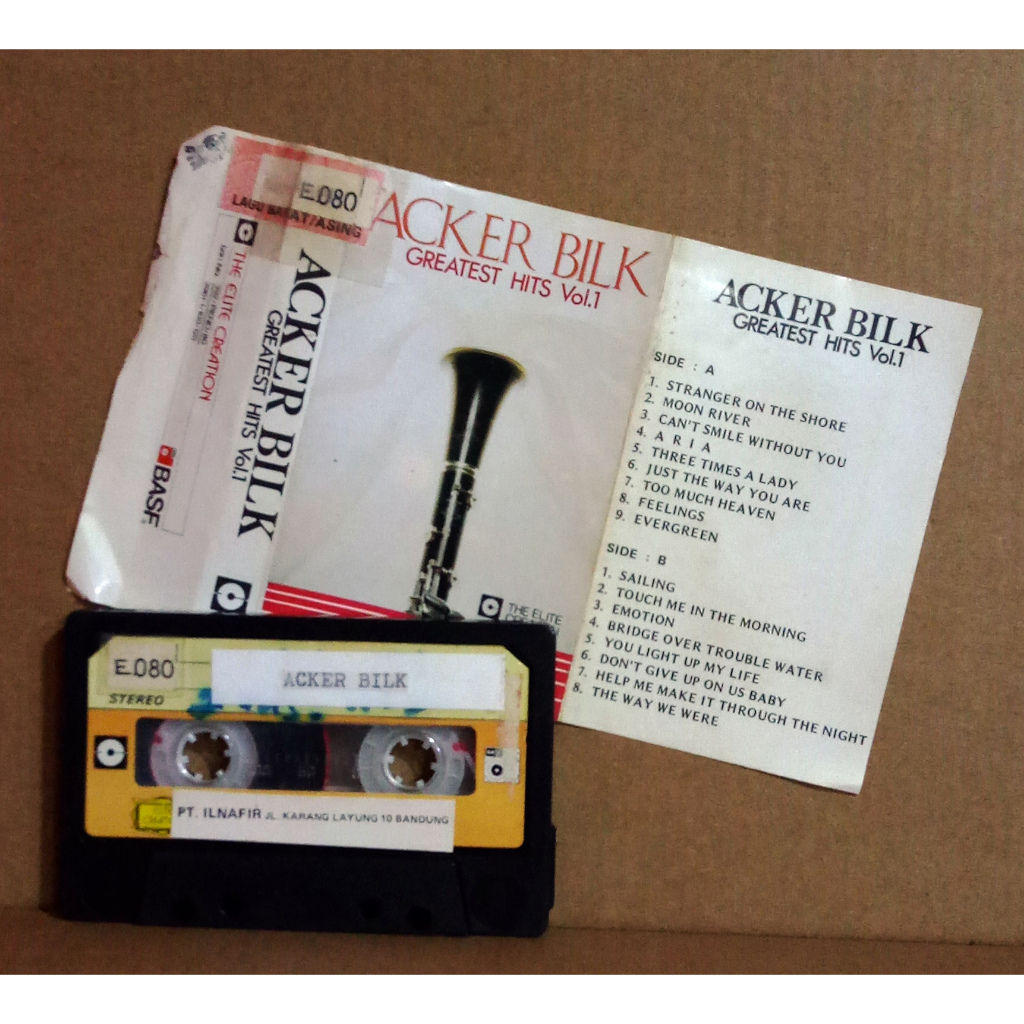 E.080
LAGU BARAT/ASING
THE ELITE CREATION
BASF
ACKER BILK
GREATEST HITS Vol.1
ACKER BILK
GREATEST HITS Vol.1
THE ELITE
ACKER BILK
GREATEST HITS Vol.1
SIDE : A
1. STRANGER ON THE SHORE
2. MOON RIVER
3. CAN'T SMILE WITHOUT YOU
4. A R I A
5. THREE TIMES A LADY
6. JUST THE WAY YOU ARE
7. TOO MUCH HEAVEN
8. FEELINGS
9. EVERGREEN
SIDE : B
1. SAILING
2. TOUCH ME IN THE MORNING
3. EMOTION
4. BRIDGE OVER TROUBLE WATER
5. YOU LIGHT UP MY LIFE
6. DON'T GIVE UP ON US BABY
7. HELP ME MAKE IT THROUGH THE NIGHT
8. THE WAY WE WERE
E.080
STEREO
ACKER BILK
PT. ILNAFIR JL. KARANG LAYUNG 10 BANDUNG